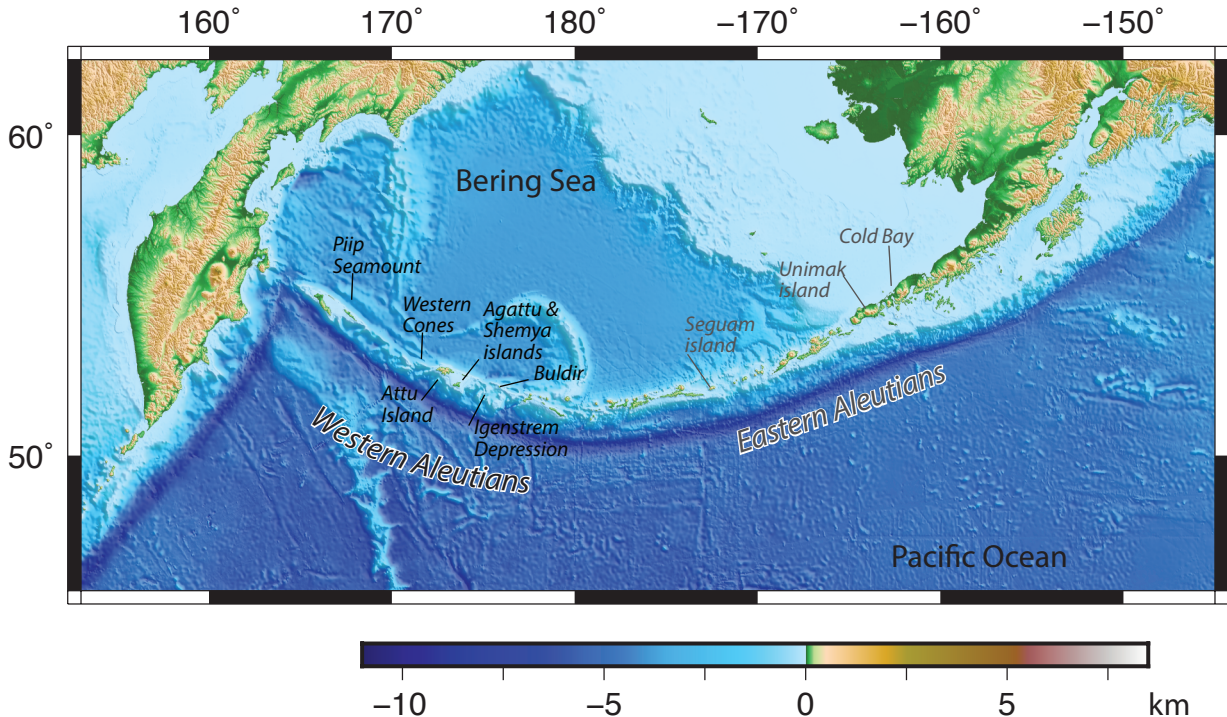 160˚ 170˚ 180˚ −170˚ −160˚ −150˚
60˚
50˚
Bering Sea
Piip
Seamount
Western
Cones
Agattu &
Shemya
islands
Buldir
Attu
Island
Igenstrem
Depression
Seguam
island
Unimak
island
Cold Bay
Western Aleutians
Eastern Aleutians
Pacific Ocean
−10 −5 0 5 km